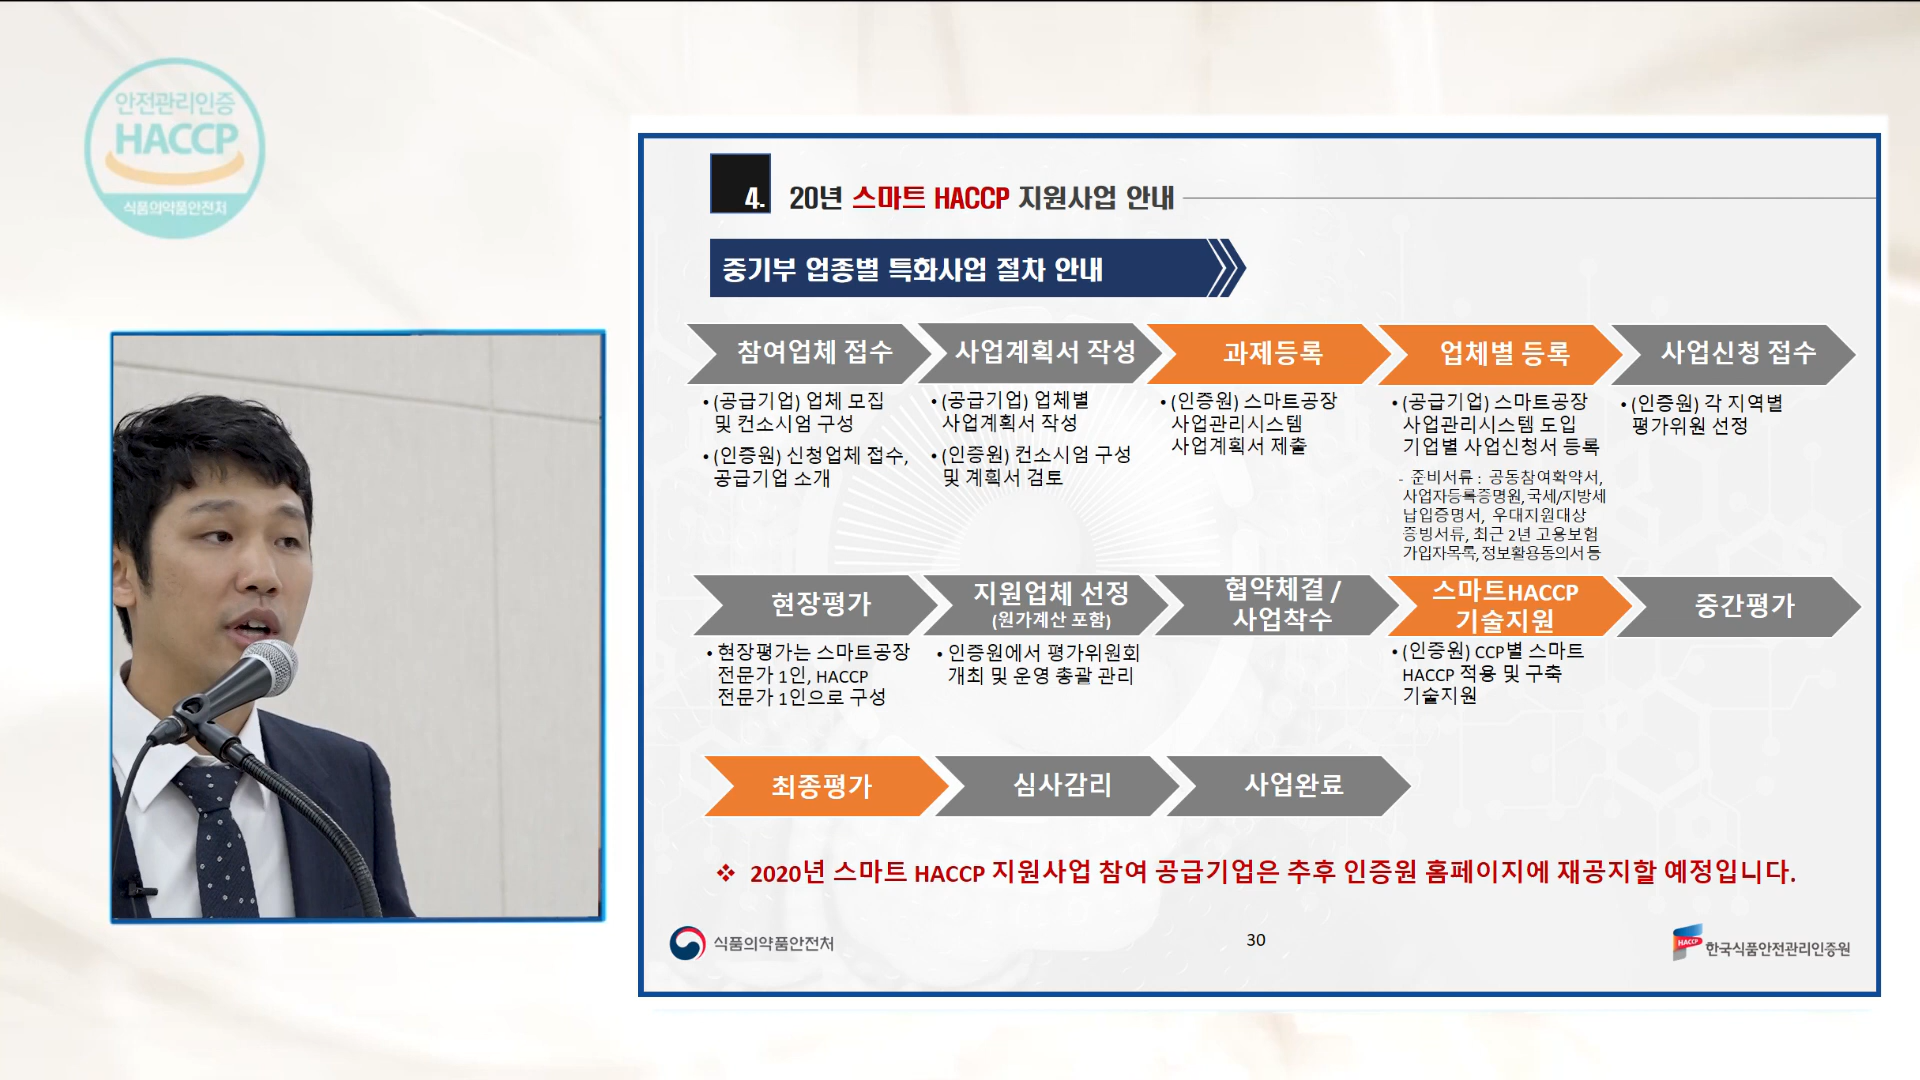 안전관리인증
HACCP
식품의약품안전처
4.
20년 스마트 HACCP 지원사업 안내
중기부 업종별 특화사업 절차 안내
참여업체 접수
• (공급기업) 업체 모집
및 컨소시엄 구성
• (인증원) 신청업체 접수,
공급기업 소개
사업계획서 작성
• (공급기업) 업체별
사업계획서 작성
• (인증원) 컨소시엄 구성
및 계획서 검토
과제등록
• (인증원) 스마트공장
사업관리시스템
사업계획서 제출
업체별 등록
• (공급기업) 스마트공장
사업관리시스템 도입
기업별 사업신청서 등록
- 준비서류 : 공동참여확약서,
사업자등록증명원, 국세/지방세
납입증명서, 우대지원대상
증빙서류, 최근 2년 고용보험
가입자목록, 정보활용동의서 등
사업신청 접수
• (인증원) 각 지역별
평가위원 선정
현장평가
• 현장평가는 스마트공장
전문가 1인, HACCP
전문가 1인으로 구성
지원업체 선정
(원가계산 포함)
• 인증원에서 평가위원회
개최 및 운영 총괄 관리
협약체결 /
사업착수
스마트HACCP
기술지원
• (인증원) CCP별 스마트
HACCP 적용 및 구축
기술지원
중간평가
최종평가
심사감리
사업완료
❖ 2020년 스마트 HACCP 지원사업 참여 공급기업은 추후 인증원 홈페이지에 재공지할 예정입니다.
식품의약품안전처
30
HACCP
한국식품안전관리인증원